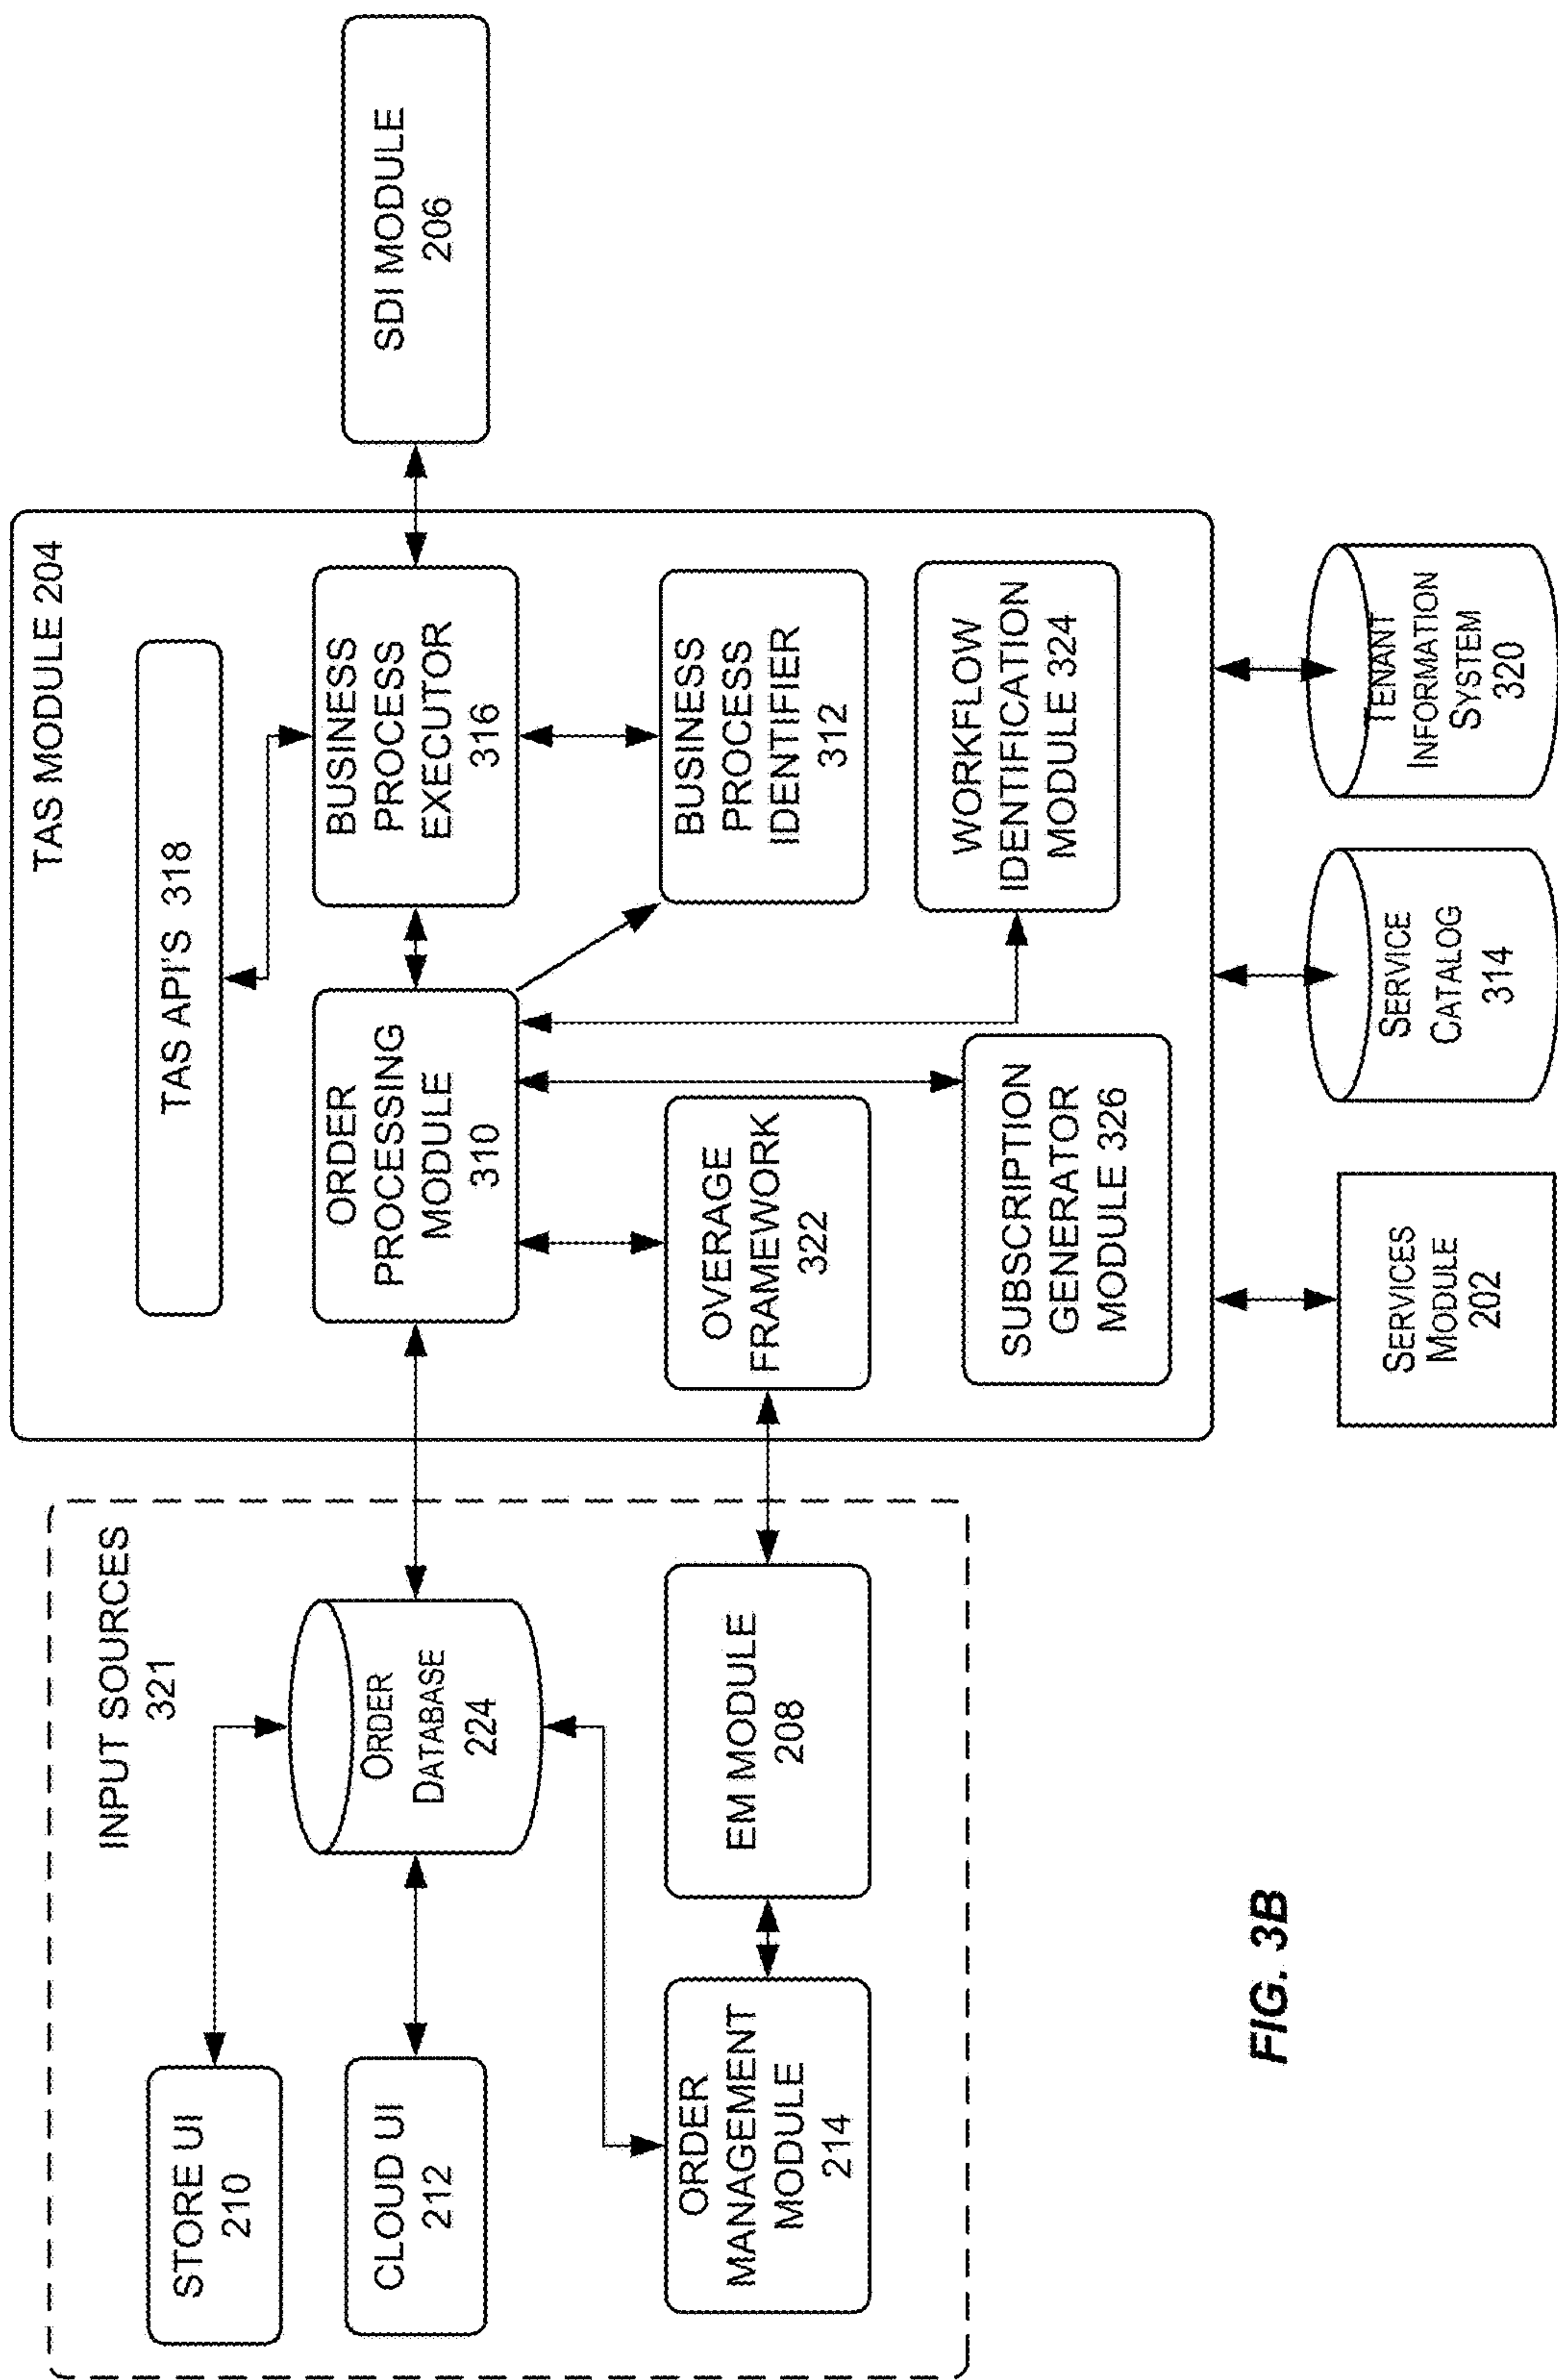 INPUT SOURCES
321
STORE UI
210
CLOUD UI
212
ORDER
MANAGEMENT
MODULE
214
ORDER
DATABASE
224
EM MODULE
208
TAS MODULE 204
TAS API'S 318
ORDER
PROCESSING
MODULE
310
BUSINESS
PROCESS
EXECUTOR
316
OVERAGE
FRAMEWORK
322
BUSINESS
PROCESS
IDENTIFIER
312
SUBSCRIPTION
GENERATOR
MODULE 326
WORKFLOW
IDENTIFICATION
MODULE 324
SDI MODULE
206
SERVICES
MODULE
202
SERVICE
CATALOG
314
TENANT
INFORMATION
SYSTEM
320
FIG. 3B